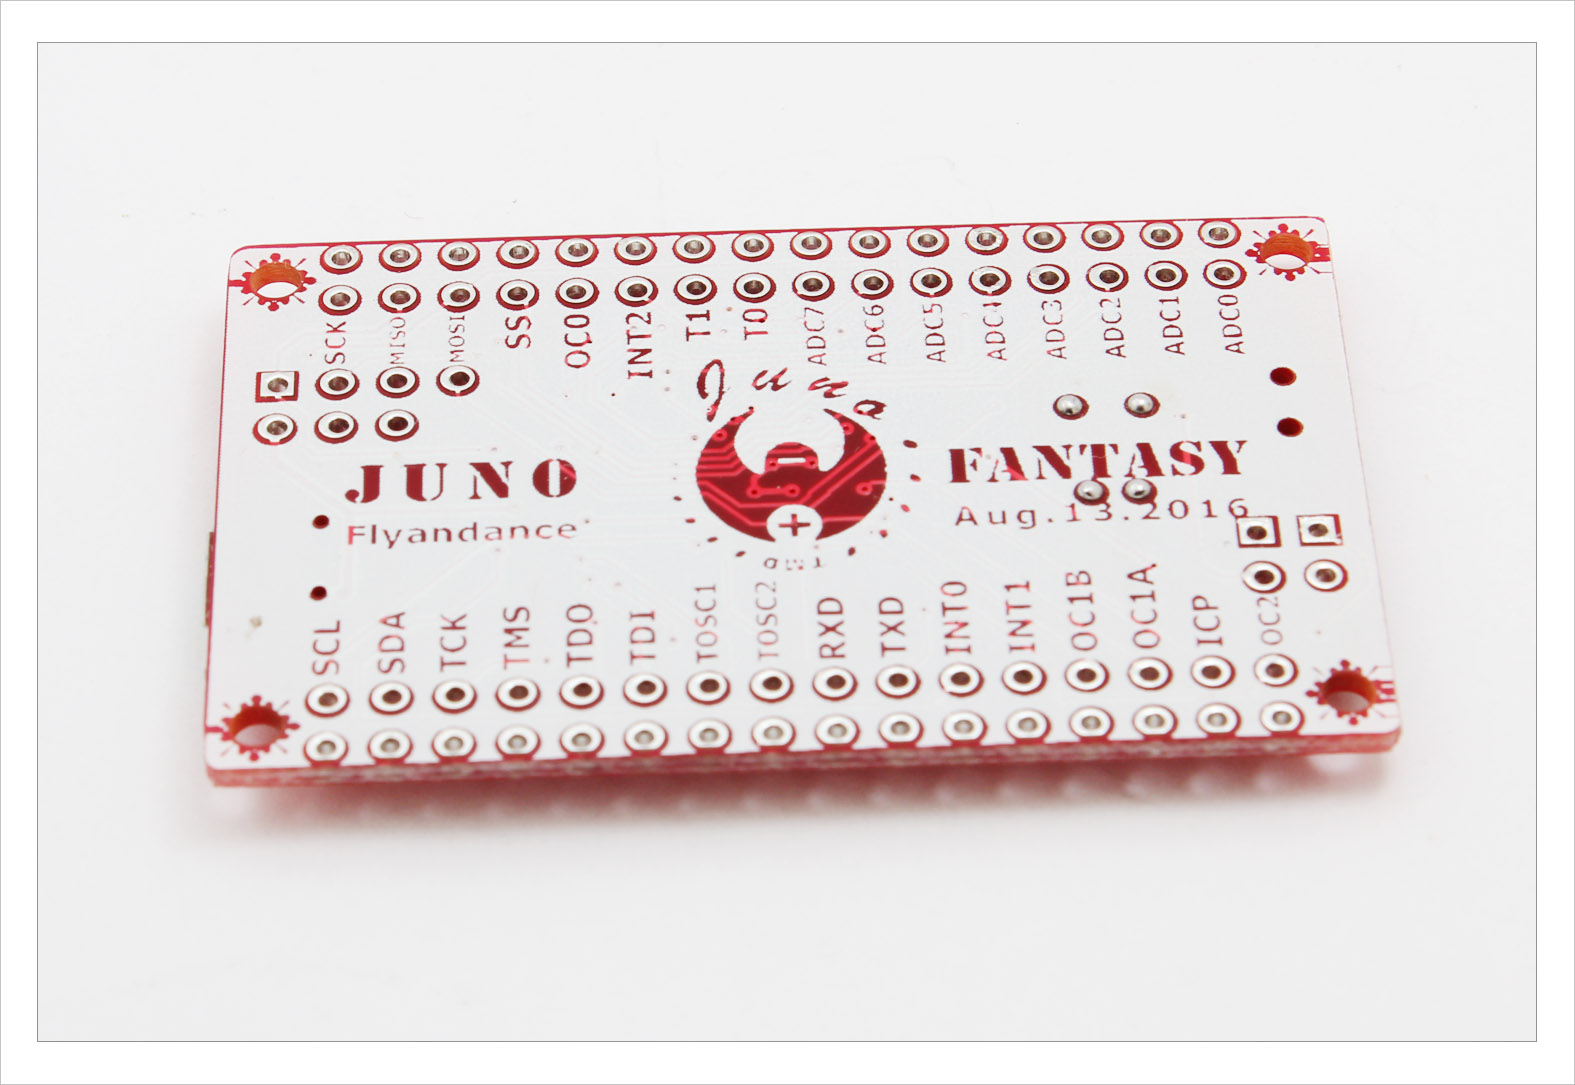 SCK MISO MOSI SS OC0 INT2 T1 T0 ADC7 ADC6 ADC5 ADC4 ADC3 ADC2 ADC1 ADC0
Juno
JUNO
Flyandance
FANTASY
Aug.13.2016
SCL SDA TCK TMS TDO TDI TOSC1 TOSC2 RXD TXD INT0 INT1 OC1B OC1A ICP OC2